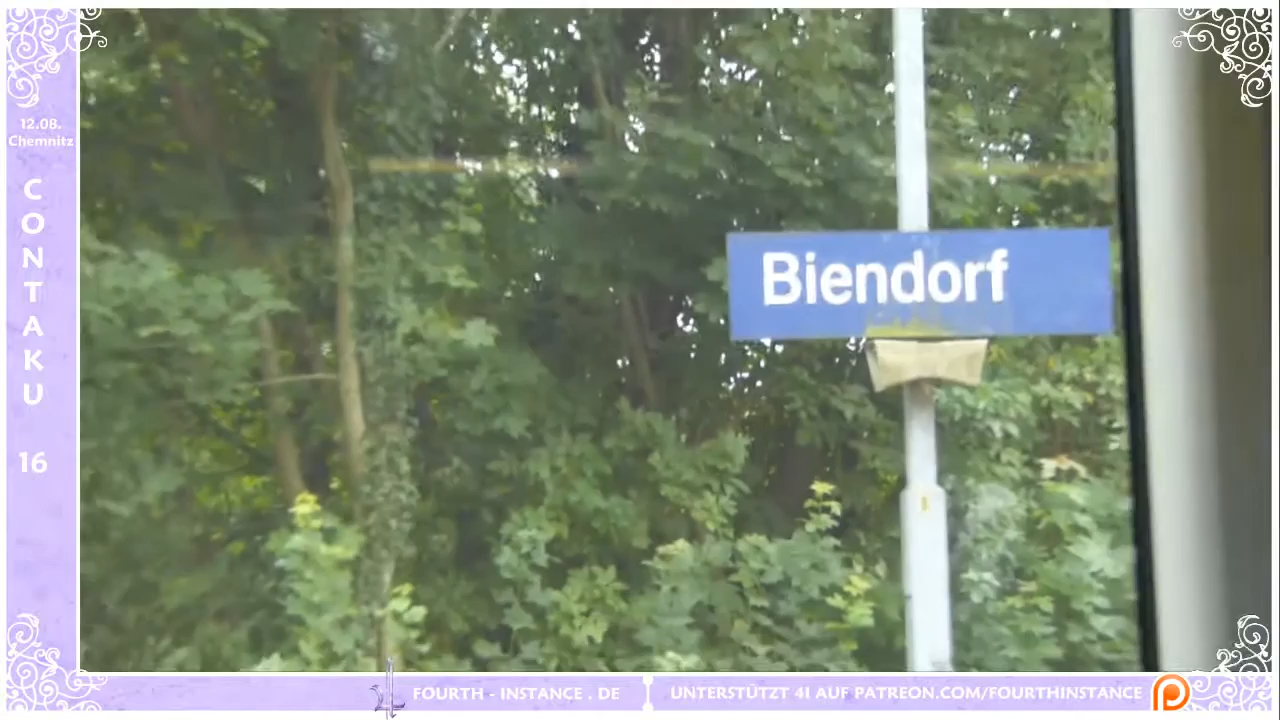 12.08.
Chemnitz
CONTAKU
16
Biendorf
FOURTH - INSTANCE . DE
UNTERSTÜTZT 4I AUF PATREON.COM/FOURTHINSTANCE